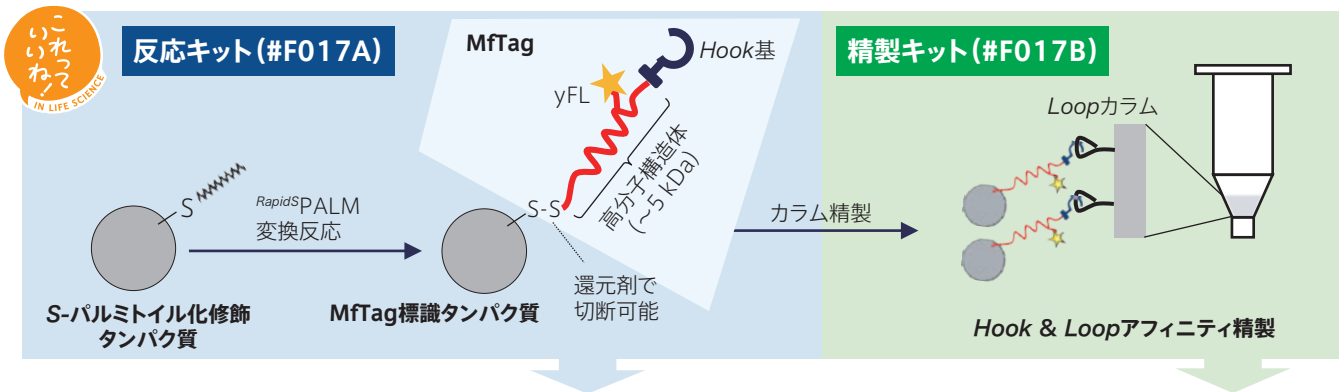 これって
いい
いいね!
IN LIFE SCIENCE
反応キット(#F017A)
MfTag
Hook基
yFL
高分子構造体
(~5 kDa)
S
RapidSPALM
変換反応
S-S
還元剤で
切断可能
S-パルミトイル化修飾
タンパク質
MfTag標識タンパク質
カラム精製
精製キット(#F017B)
Loopカラム
Hook & Loopアフィニティ精製